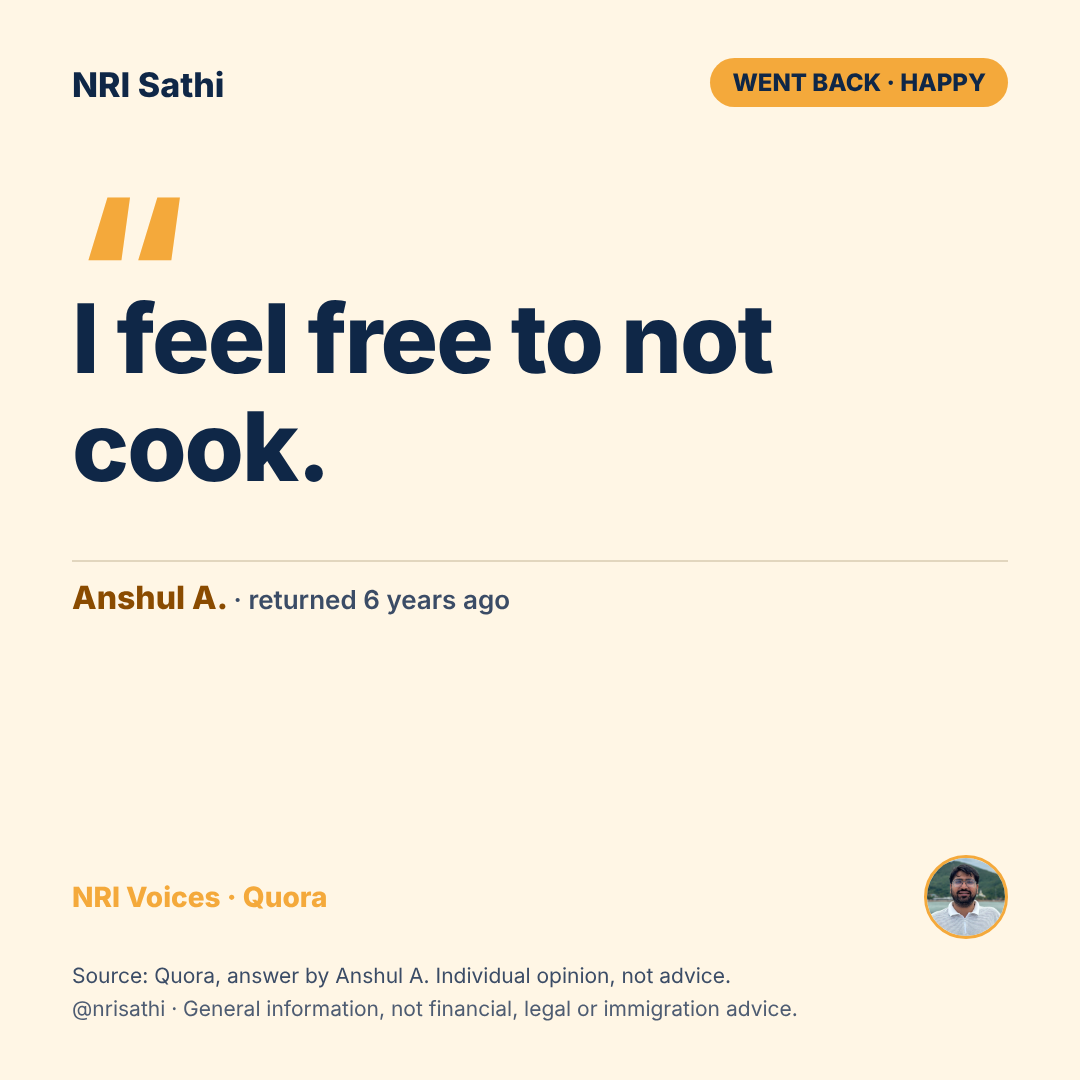 NRI Sathi
WENT BACK · HAPPY
"
I feel free to not
cook.
Anshul A. · returned 6 years ago
NRI Voices · Quora
Source: Quora, answer by Anshul A. Individual opinion, not advice.
@nrisathi · General information, not financial, legal or immigration advice.